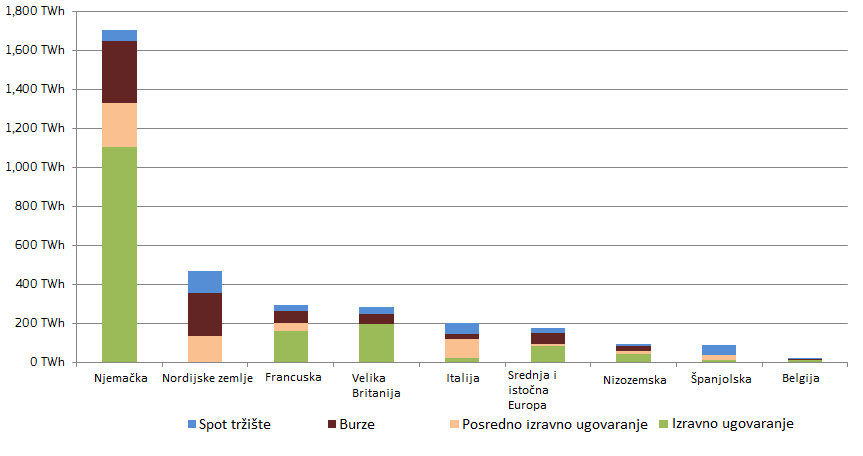 1,800 TWh
1,600 TWh
1,400 TWh
1,200 TWh
1,000 TWh
800 TWh
600 TWh
400 TWh
200 TWh
0 TWh
Njemačka
Nordijske zemlje
Francuska
Velika
Britanija
Italija
Srednja i
istočna
Europa
Nizozemska
Španjolska
Belgija
Spot tržište
Burze
Posredno izravno ugovaranje
Izravno ugovaranje